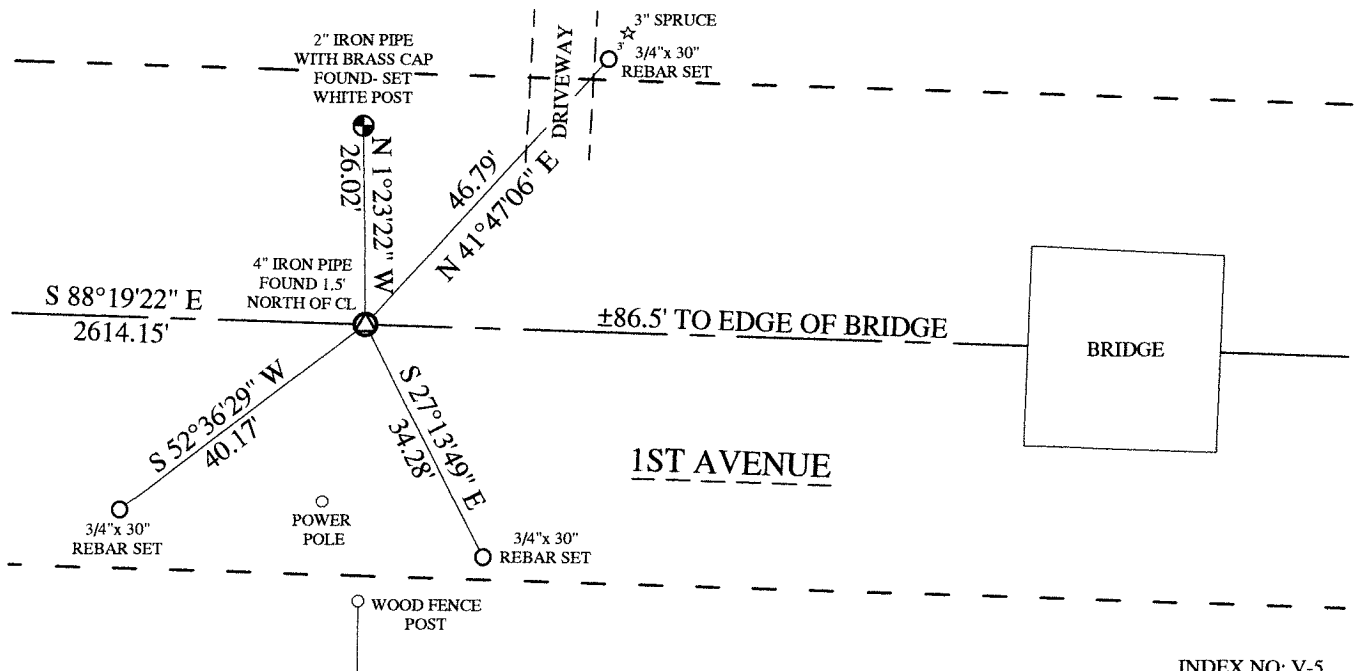 2" IRON PIPE
WITH BRASS CAP
FOUND- SET
WHITE POST
DRIVEWAY
3" SPRUCE
3'
3/4"x 30"
REBAR SET
N 1°23'22" W
26.02'
46.79'
N 41°47'06" E
4" IRON PIPE
FOUND 1.5'
NORTH OF CL
S 88°19'22" E
2614.15'
±86.5' TO EDGE OF BRIDGE
BRIDGE
S 52°36'29" W
40.17'
S 27°13'49" E
34.28'
1ST AVENUE
3/4"x 30"
REBAR SET
POWER
POLE
3/4"x 30"
REBAR SET
WOOD FENCE
POST
INDEX NO: V-5